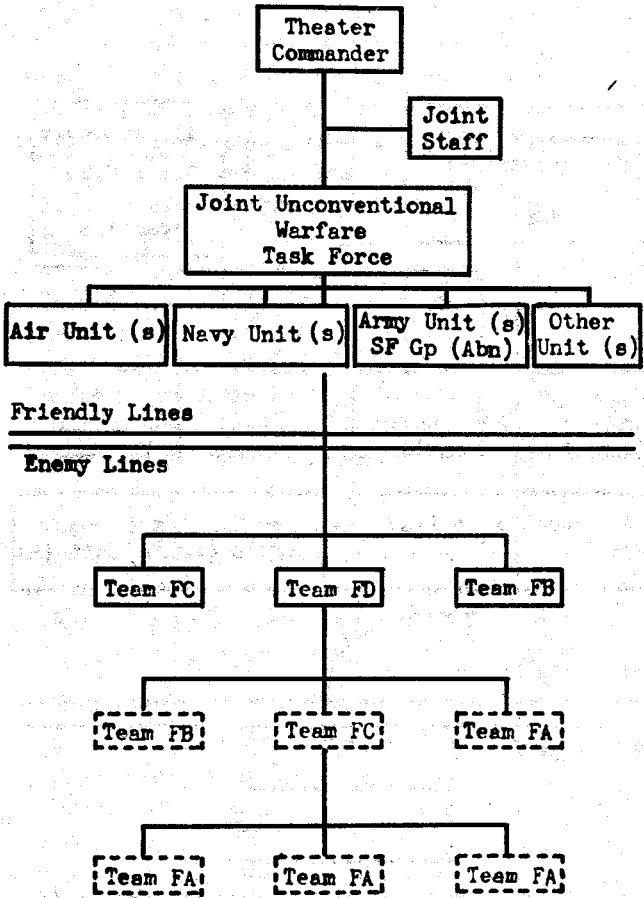 Theater
Commander
Joint
Staff
Joint Unconventional
Warfare
Task Force
Air Unit (s)
Navy Unit (s)
Army Unit (s)
SF Gp (Abn)
Other
Unit (s)
Friendly Lines
Enemy Lines
Team FC
Team FD
Team FB
Team FB
Team FC
Team FA
Team FA
Team FA
Team FA